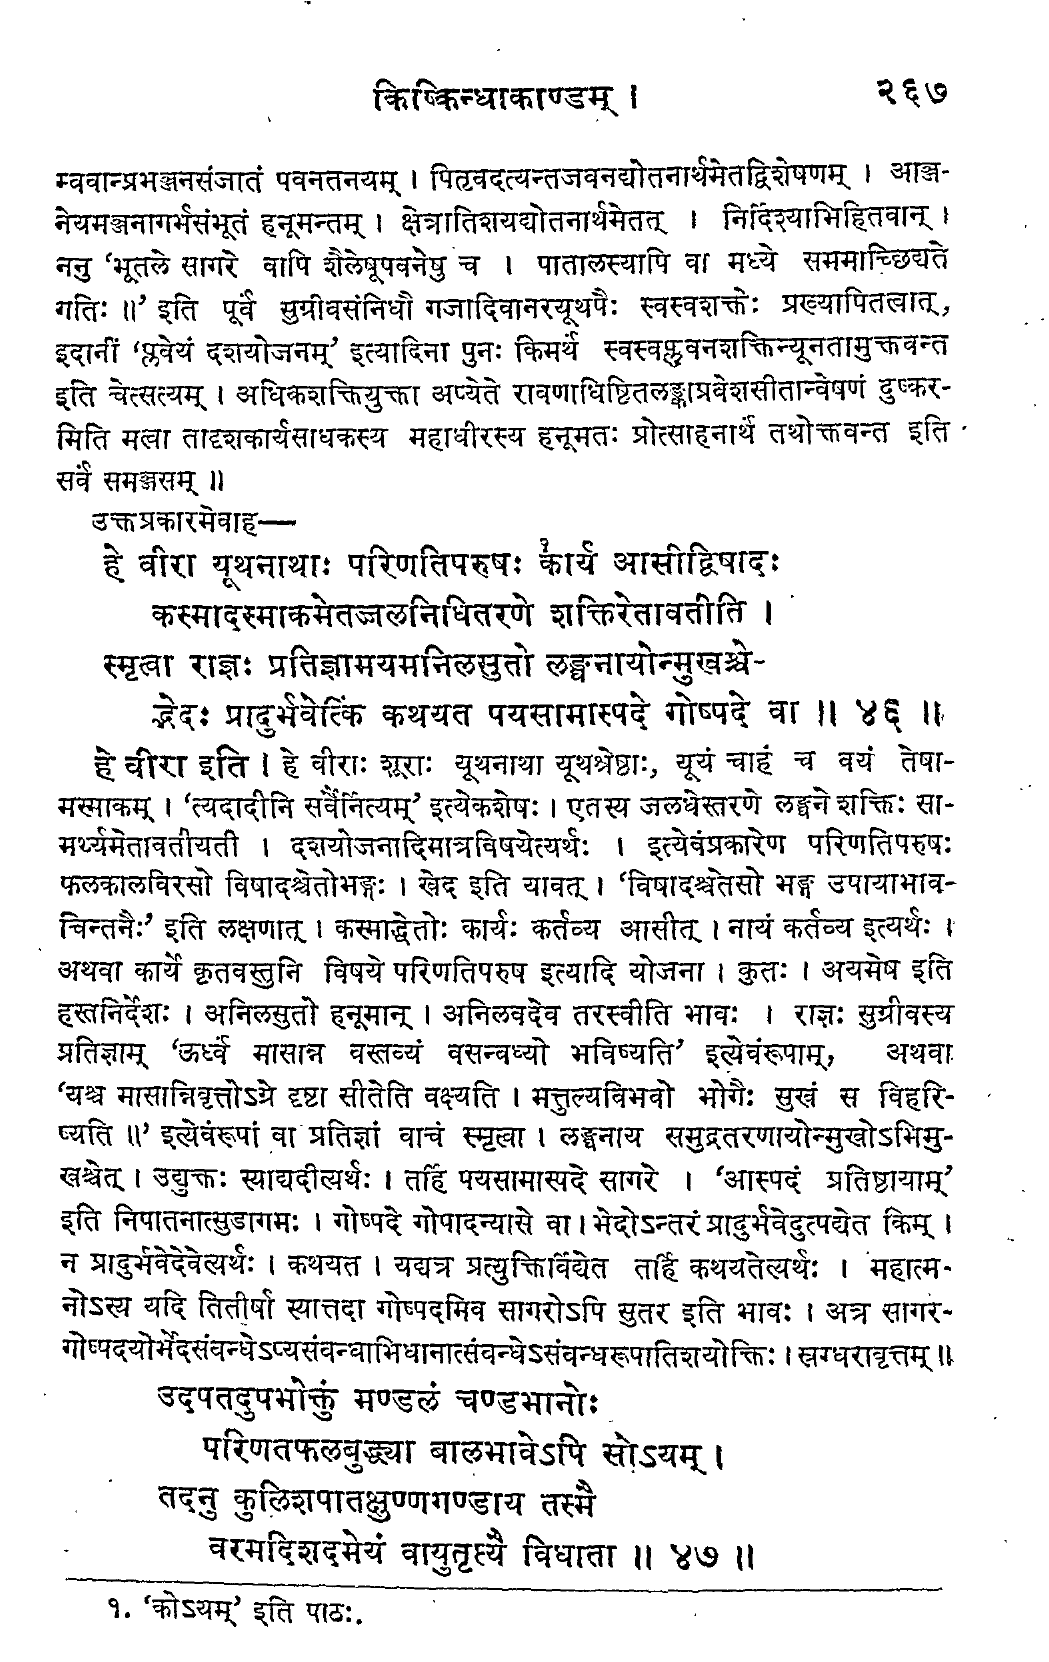 किष्किन्धाकाण्डम् । २६७
म्बवान्प्रभञ्जनसंजातं पवनतनयम् । पितृवदत्यन्तजवनद्योतनार्थमेतद्विशेषणम् । आञ्ज-
नेयमञ्जनागर्भसंभूतं हनूमन्तम् । क्षेत्रातिशयद्योतनार्थमेतत् । निर्दिश्याभिहितवान् ।
ननु ‘भूतले सागरे वापि शैलेषूपवनेषु च । पातालस्यापि वा मध्ये सममाच्छिद्यते
गतिः ॥’ इति पूर्वं सुग्रीवसंनिधौ गजादिवानरयूथपैः स्वस्वशक्तेः प्रख्यापितत्वात्,
इदानीं ‘प्लवेयं दशयोजनम्’ इत्यादिना पुनः किमर्थं स्वस्वप्लवनशक्तिन्यूनतामुक्तवन्त
इति चेत्सत्यम् । अधिकशक्तियुक्ता अप्येते रावणाधिष्ठितलङ्काप्रवेशसीतान्वेषणं दुष्कर-
मिति मत्वा तादृशकार्यसाधकस्य महाधीरस्य हनूमतः प्रोत्साहनार्थं तथोक्तवन्त इति
सर्वं समञ्जसम् ॥
उक्तप्रकारमेवाह—
हे वीरा यूथनाथाः परिणतिपरुषः कार्य आसीद्विषादः
कस्मादस्माकमेतज्जलनिधितरणे शक्तिरेतावतीति ।
स्मृत्वा राज्ञः प्रतिज्ञामयमनिलसुतो लङ्घनायोन्मुखश्चे-
द्भेदः प्रादुर्भवेत्किं कथयत पयसामास्पदे गोष्पदे वा ॥ ४६ ॥
हे वीरा इति । हे वीराः शूराः यूथनाथा यूथश्रेष्ठाः, यूयं चाहं च वयं तेषा-
मस्माकम् । ‘त्यदादीनि सर्वैर्नित्यम्’ इत्येकशेषः । एतस्य जलधेस्तरणे लङ्घने शक्तिः सा-
मर्थ्यमेतावतीयती । दशयोजनादिमात्रविषयेत्यर्थः । इत्येवंप्रकारेण परिणतिपरुषः
फलकालविरसो विषादश्चेतोभङ्गः । खेद इति यावत् । ‘विषादश्चेतसो भङ्ग उपायाभाव-
चिन्तनैः’ इति लक्षणात् । कस्माद्धेतोः कार्यः कर्तव्य आसीत् । नायं कर्तव्य इत्यर्थः ।
अथवा कार्ये कृतवस्तुनि विषये परिणतिपरुष इत्यादि योजना । कुतः । अयमेष इति
हस्तनिर्देशः । अनिलसुतो हनूमान् । अनिलवदेव तरस्वीति भावः । राज्ञः सुग्रीवस्य
प्रतिज्ञाम् ‘ऊर्ध्वं मासान्न वस्तव्यं वसन्वध्यो भविष्यति’ इत्येवंरूपाम्, अथवा
‘यश्च मासान्निवृत्तोऽग्रे दृष्टा सीतेति वक्ष्यति । मत्तुल्यविभवो भोगैः सुखं स विहरि-
ष्यति ॥’ इत्येवंरूपां वा प्रतिज्ञां वाचं स्मृत्वा । लङ्घनाय समुद्रतरणायोन्मुखोऽभिमु-
खश्चेत् । उद्युक्तः स्याद्यदीत्यर्थः । तर्हि पयसामास्पदे सागरे । ‘आस्पदं प्रतिष्ठायाम्’
इति निपातनात्सुडागमः । गोष्पदे गोपादन्यासे वा । भेदोऽन्तरं प्रादुर्भवेदुत्पद्येत किम् ।
न प्रादुर्भवेदेवेत्यर्थः । कथयत । यद्यत्र प्रत्युक्तिर्विद्येत तर्हि कथयतेत्यर्थः । महात्म-
नोऽस्य यदि तितीर्षा स्यात्तदा गोष्पदमिव सागरोऽपि सुतर इति भावः । अत्र सागर-
गोष्पदयोर्भेदसंबन्धेऽप्यसंबन्धाभिधानात्संबन्धेऽसंबन्धरूपातिशयोक्तिः । स्रग्धरावृत्तम् ॥
उदपतदुपभोक्तुं मण्डलं चण्डभानोः
परिणतफलबुद्ध्या बालभावेऽपि सोऽयम् ।
तदनु कुलिशपातक्षुण्णगण्डाय तस्मै
वरमदिशदमेयं वायुतृप्त्यै विधाता ॥ ४७ ॥
१. ‘कोऽयम्’ इति पाठः.